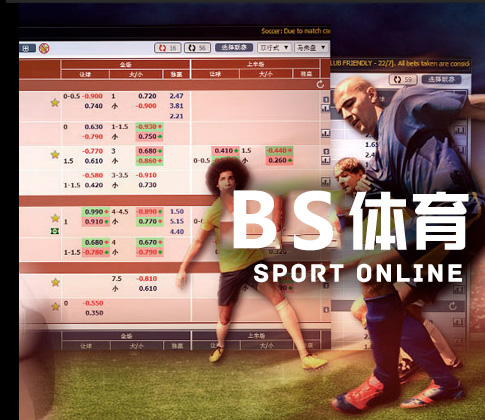 Soccer: Due to match co
16 56 选择联赛 双行式 ▼ 马来盘 ▼
LUB FRIENDLY - 22/7]. All bets taken are consid
59 选择联赛
全场 上半场
让球 大/小 独赢 让球 大/小 独赢
0-0.5 -0.900 1 0.720 2.47
0.740 小 -0.900 3.81
2.21
0 0.630 1-1.5 -0.930
-0.790 小 0.750
-0.770 3 0.680 0.410 1.5 -0.440
1.5 0.610 小 0.860 0-0.5 小 0.260
-0.580 3-3.5 -0.910
1-1.5 0.420 小 0.730
0.990 4-4.5 -0.890 1.50
1 0.910 小 0.770 5.15
4.40
0.680 4 0.670
1-1.5 -0.780 小 -0.790
7.5 -0.810
小 0.610
0 -0.550
0.350
BS体育
SPORT ONLINE
全场 上半场
让球 大/小 独赢 让球 大/小